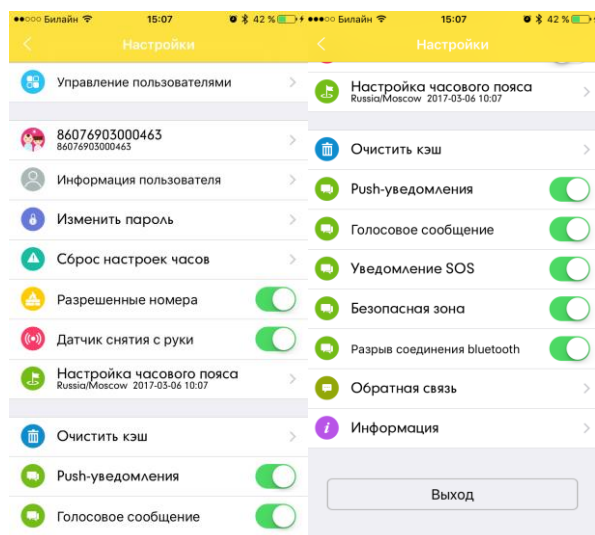 ●●○○○ Билайн 15:07 42 %
Настройки
Управление пользователями
86076903000463
86076903000463
Информация пользователя
Изменить пароль
Сброс настроек часов
Разрешенные номера
Датчик снятия с руки
Настройка часового пояса
Russia/Moscow 2017-03-06 10:07
Очистить кэш
Push-уведомления
Голосовое сообщение
●●●○○ Билайн 15:07 42 %
Настройки
Настройка часового пояса
Russia/Moscow 2017-03-06 10:07
Очистить кэш
Push-уведомления
Голосовое сообщение
Уведомление SOS
Безопасная зона
Разрыв соединения bluetooth
Обратная связь
i Информация
Выход